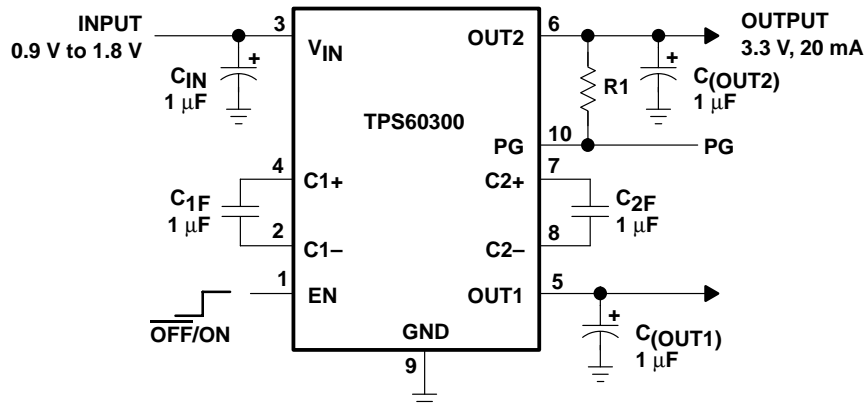 INPUT
0.9 V to 1.8 V
3
VIN
CIN
+
1 μF
OUT2
6
OUTPUT
3.3 V, 20 mA
R1
+
C(OUT2)
1 μF
TPS60300
PG
10
PG
4
C1+
C1F
1 μF
2
C1–
7
C2+
C2F
1 μF
8
C2–
1
EN
OFF/ON
5
OUT1
+
C(OUT1)
1 μF
GND
9